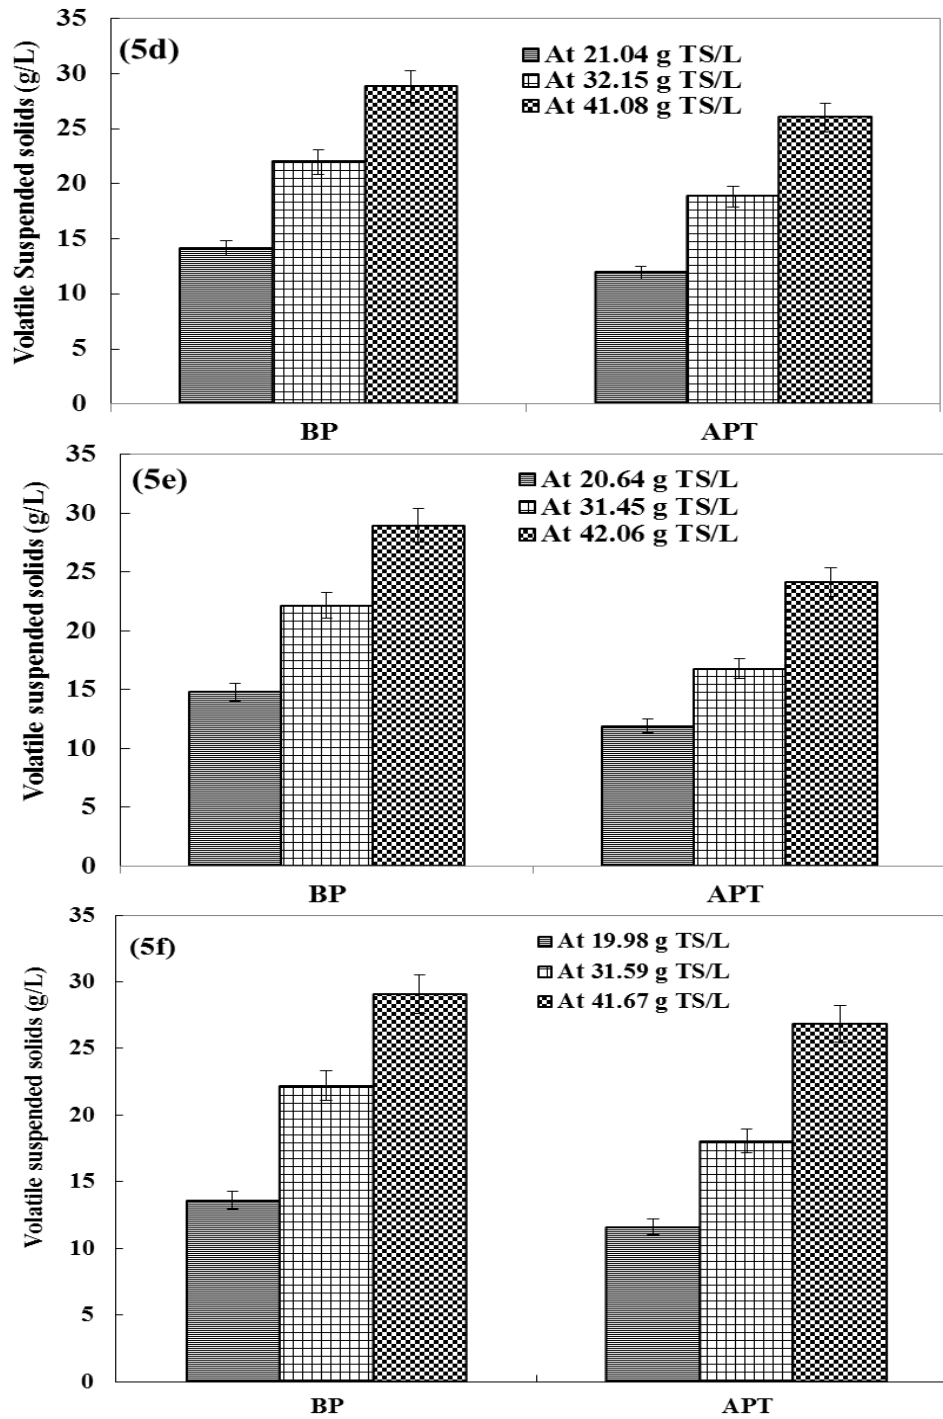 (5d)
At 21.04 g TS/L
At 32.15 g TS/L
At 41.08 g TS/L
Volatile Suspended solids (g/L)
35
30
25
20
15
10
5
0
BP APT
(5e)
At 20.64 g TS/L
At 31.45 g TS/L
At 42.06 g TS/L
Volatile suspended solids (g/L)
35
30
25
20
15
10
5
0
BP APT
(5f)
At 19.98 g TS/L
At 31.59 g TS/L
At 41.67 g TS/L
Volatile suspended solids (g/L)
35
30
25
20
15
10
5
0
BP APT